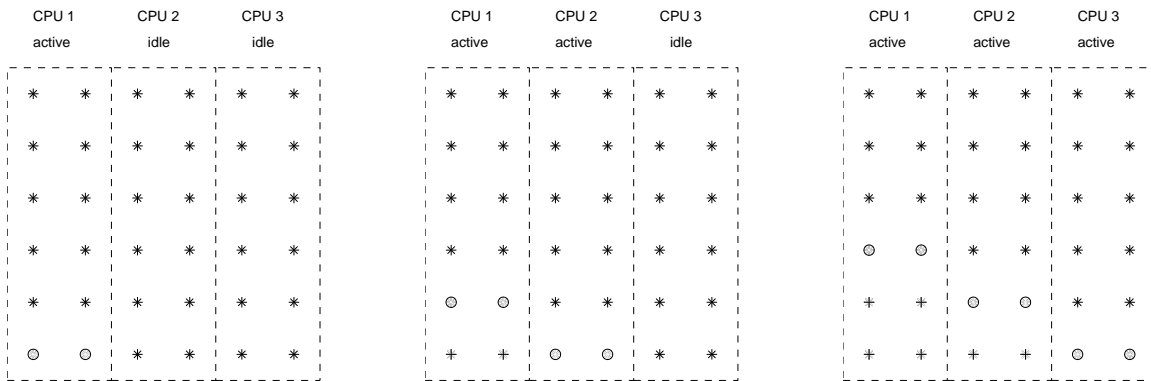 CPU 1 CPU 2 CPU 3
active idle idle
CPU 1 CPU 2 CPU 3
active active idle
CPU 1 CPU 2 CPU 3
active active active